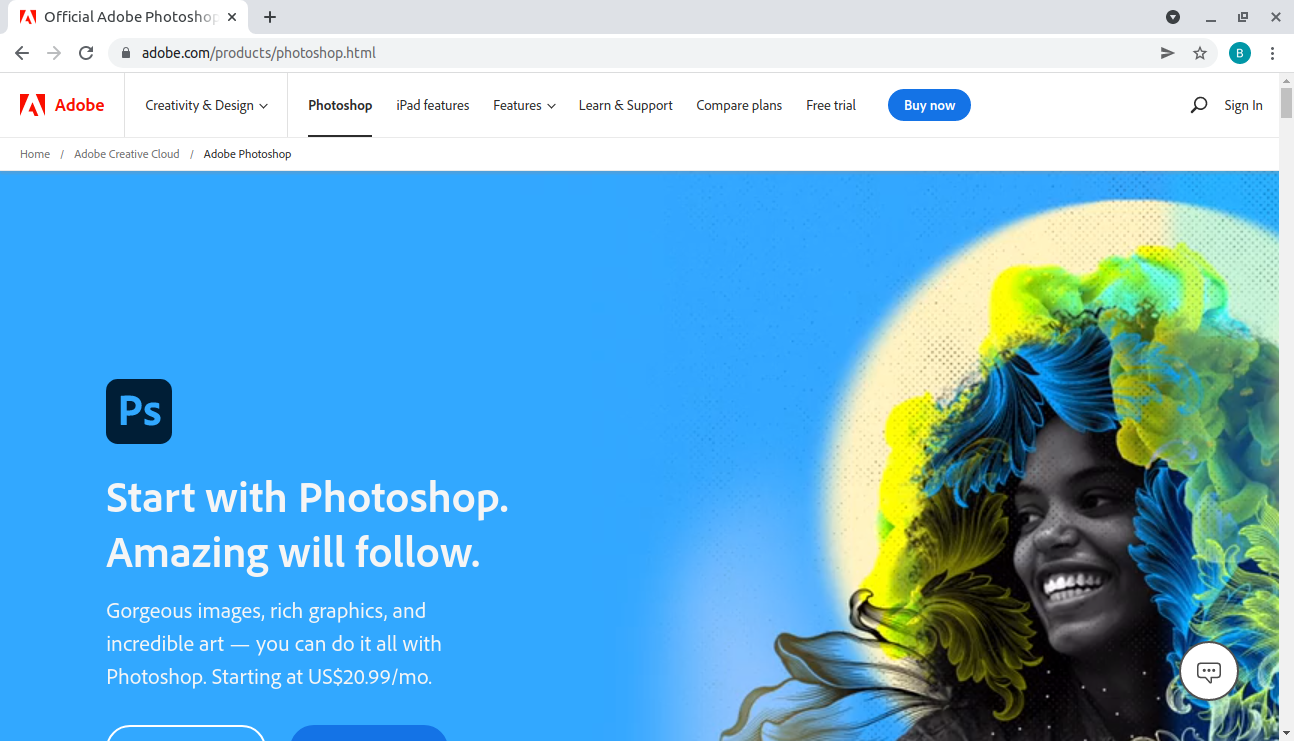 Official Adobe Photoshop
adobe.com/products/photoshop.html
B
Adobe
Creativity & Design
Photoshop
iPad features
Features
Learn & Support
Compare plans
Free trial
Buy now
Sign In
Home / Adobe Creative Cloud / Adobe Photoshop
Ps
Start with Photoshop.
Amazing will follow.
Gorgeous images, rich graphics, and
incredible art — you can do it all with
Photoshop. Starting at US$20.99/mo.